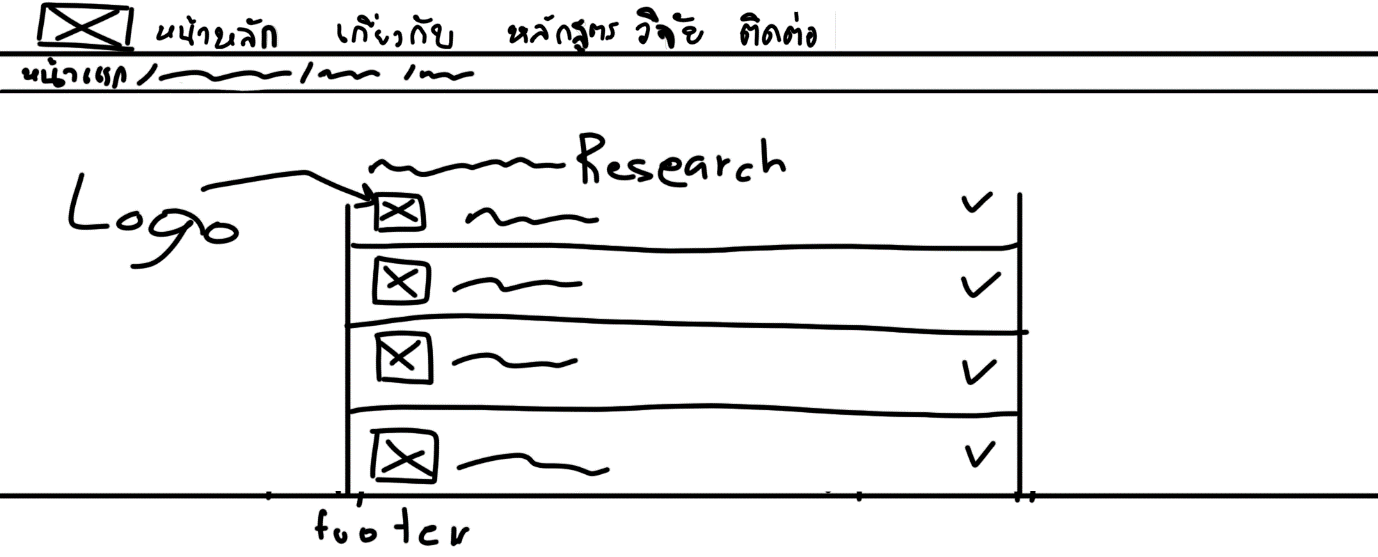 หน้าหลัก เกี่ยวกับ หลักสูตร วิจัย ติดต่อ
หน้าแรก / / /
Research
Logo
footer